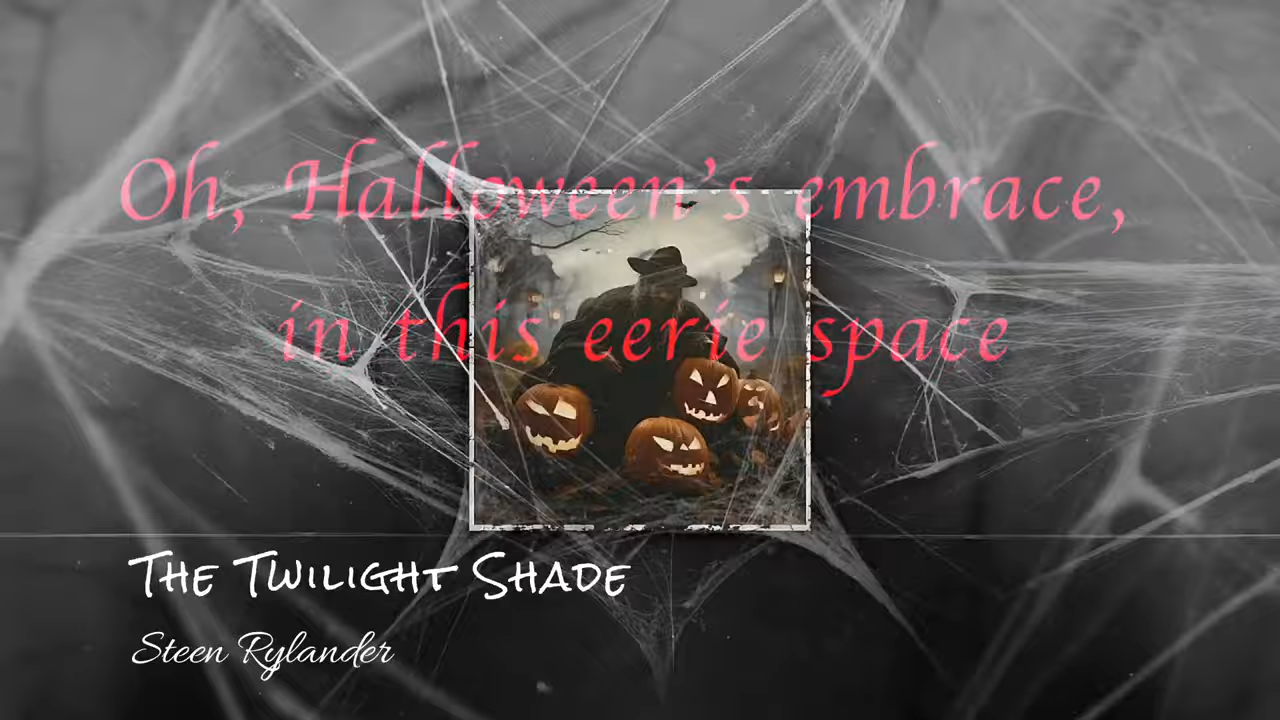 Oh, Halloween's embrace,
in this eerie space
The Twilight Shade
Steen Rylander